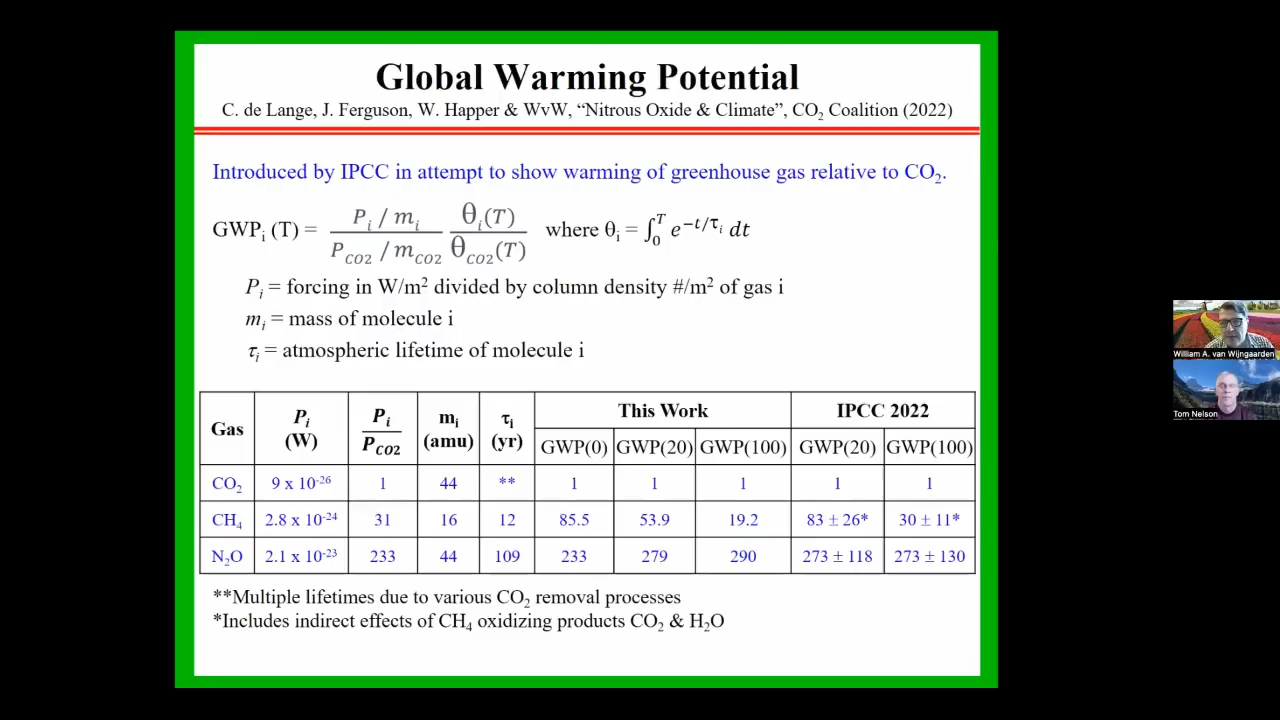 Global Warming Potential
C. de Lange, J. Ferguson, W. Happer & WvW, “Nitrous Oxide & Climate”, CO₂ Coalition (2022)
Introduced by IPCC in attempt to show warming of greenhouse gas relative to CO₂.
GWPᵢ (T) = (Pᵢ / mᵢ)/(P_CO2 / m_CO2) θᵢ(T)/θ_CO2(T) where θᵢ = ∫₀ᵀ e^(−t/τᵢ) dt
Pᵢ = forcing in W/m² divided by column density #/m² of gas i
mᵢ = mass of molecule i
τᵢ = atmospheric lifetime of molecule i
Gas Pᵢ (W) Pᵢ/P_CO2 mᵢ (amu) τᵢ (yr) This Work IPCC 2022
GWP(0) GWP(20) GWP(100) GWP(20) GWP(100)
CO₂ 9 x 10⁻²⁶ 1 44 ** 1 1 1 1 1
CH₄ 2.8 x 10⁻²⁴ 31 16 12 85.5 53.9 19.2 83 ± 26* 30 ± 11*
N₂O 2.1 x 10⁻²³ 233 44 109 233 279 290 273 ± 118 273 ± 130
**Multiple lifetimes due to various CO₂ removal processes
*Includes indirect effects of CH₄ oxidizing products CO₂ & H₂O
William A. van Wijngaarden
Tom Nelson